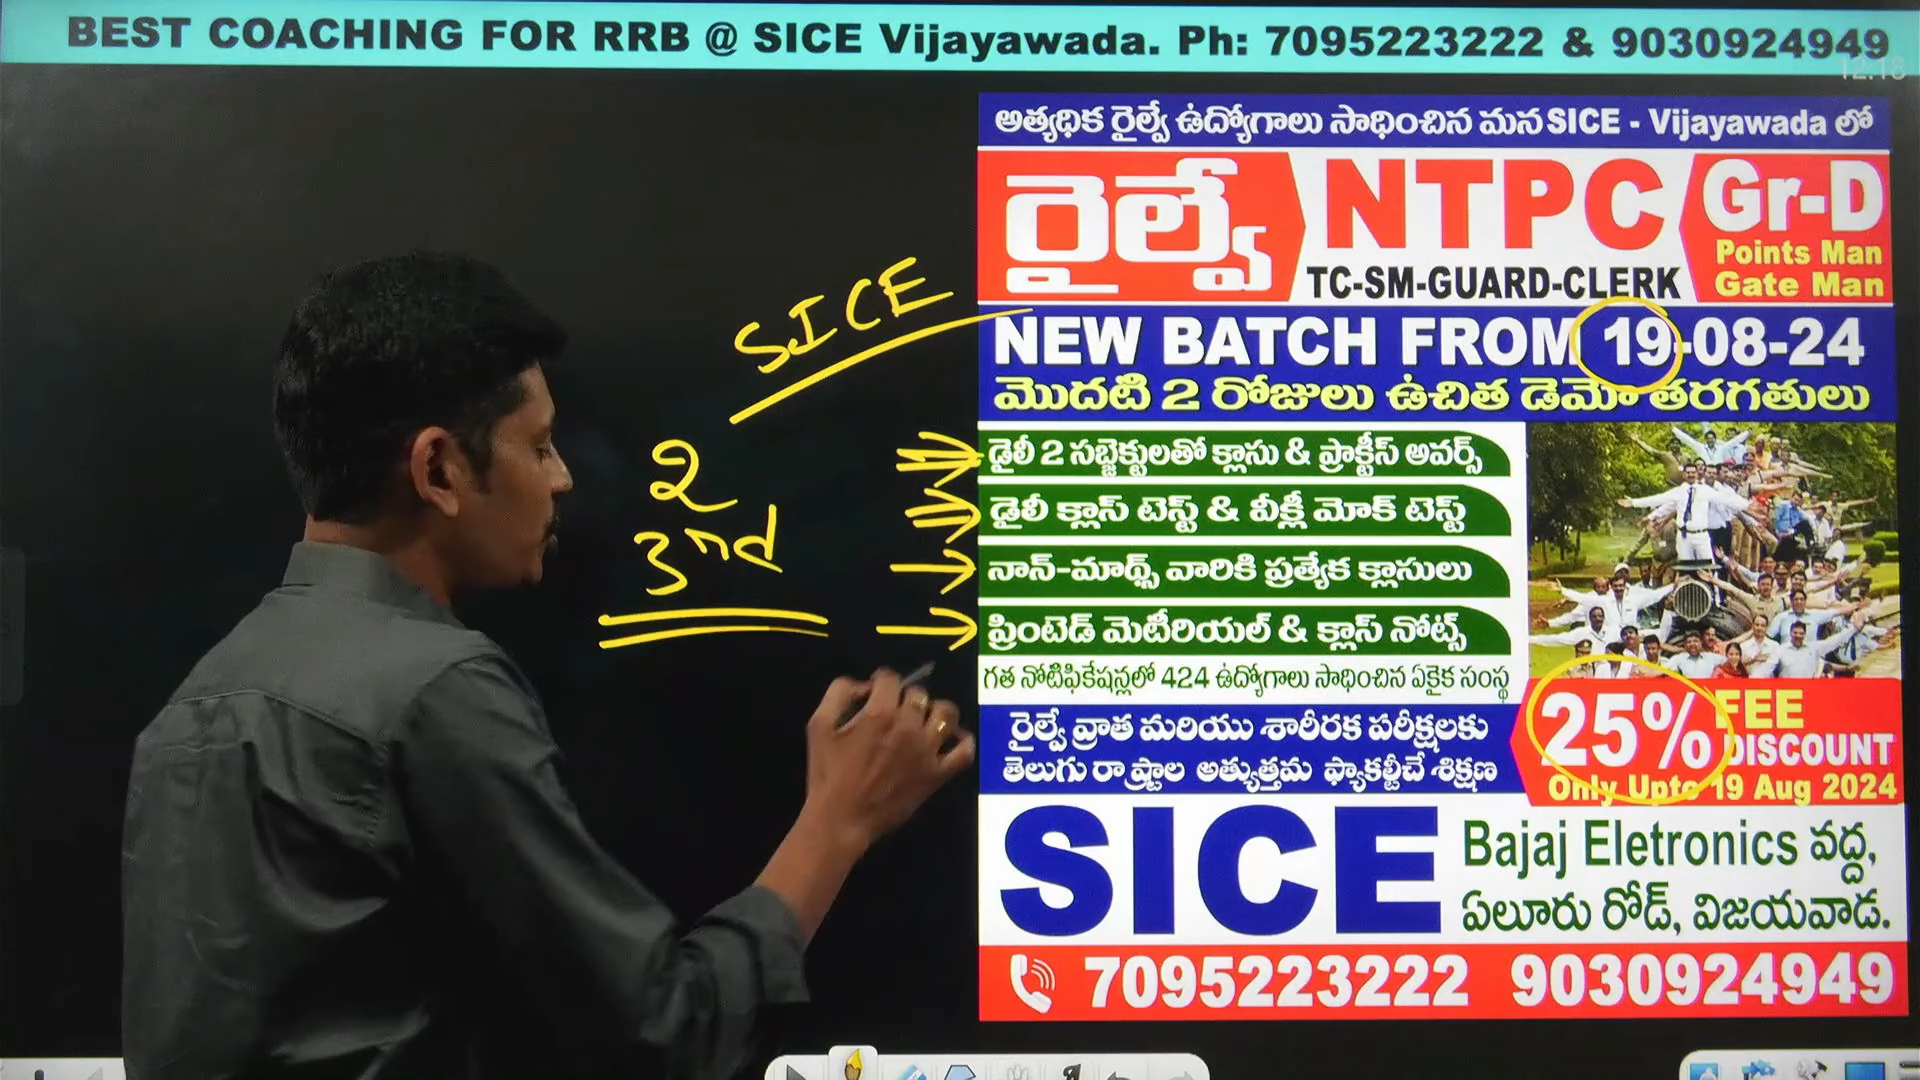 BEST COACHING FOR RRB @ SICE Vijayawada. Ph: 7095223222 & 9030924949
12:18
అత్యధిక రైల్వే ఉద్యోగాలు సాధించిన మన SICE - Vijayawada లో
రైల్వే NTPC Gr-D
TC-SM-GUARD-CLERK
Points Man
Gate Man
SICE
NEW BATCH FROM 19-08-24
మొదటి 2 రోజులు ఉచిత డెమో తరగతులు
2
3rd
డైలీ 2 సబ్జెక్టులతో క్లాసు & ప్రాక్టీస్ అవర్స్
డైలీ క్లాస్ టెస్ట్ & వీక్లీ మోక్ టెస్ట్
నాన్-మాథ్స్ వారికి ప్రత్యేక క్లాసులు
ప్రింటెడ్ మెటీరియల్ & క్లాస్ నోట్స్
గత నోటిఫికేషన్లలో 424 ఉద్యోగాలు సాధించిన ఏకైక సంస్థ
రైల్వే వ్రాత మరియు శారీరక పరీక్షలకు
తెలుగు రాష్ట్రాల అత్యుత్తమ ఫ్యాకల్టీచే శిక్షణ
25% FEE
DISCOUNT
Only Upto 19 Aug 2024
SICE
Bajaj Eletronics వద్ద,
ఏలూరు రోడ్, విజయవాడ.
7095223222 9030924949